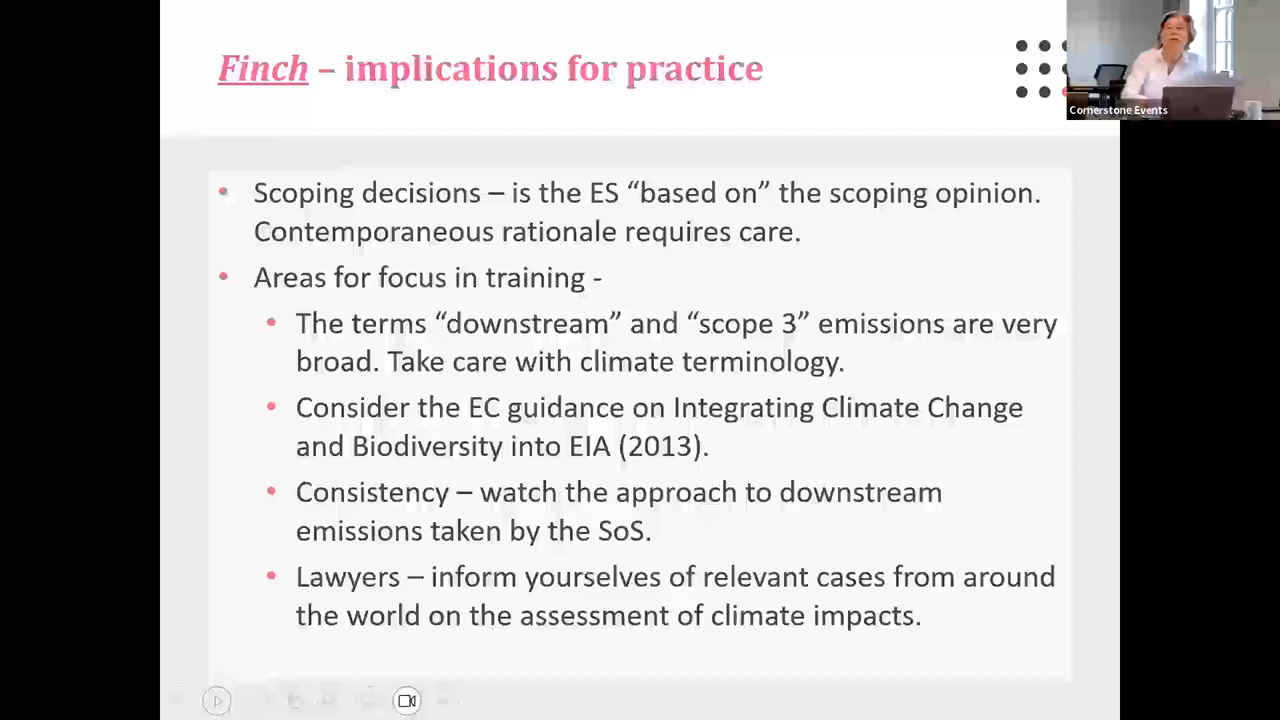 Finch – implications for practice
Cornerstone Events
• Scoping decisions – is the ES “based on” the scoping opinion.
Contemporaneous rationale requires care.
• Areas for focus in training -
• The terms “downstream” and “scope 3” emissions are very
broad. Take care with climate terminology.
• Consider the EC guidance on Integrating Climate Change
and Biodiversity into EIA (2013).
• Consistency – watch the approach to downstream
emissions taken by the SoS.
• Lawyers – inform yourselves of relevant cases from around
the world on the assessment of climate impacts.